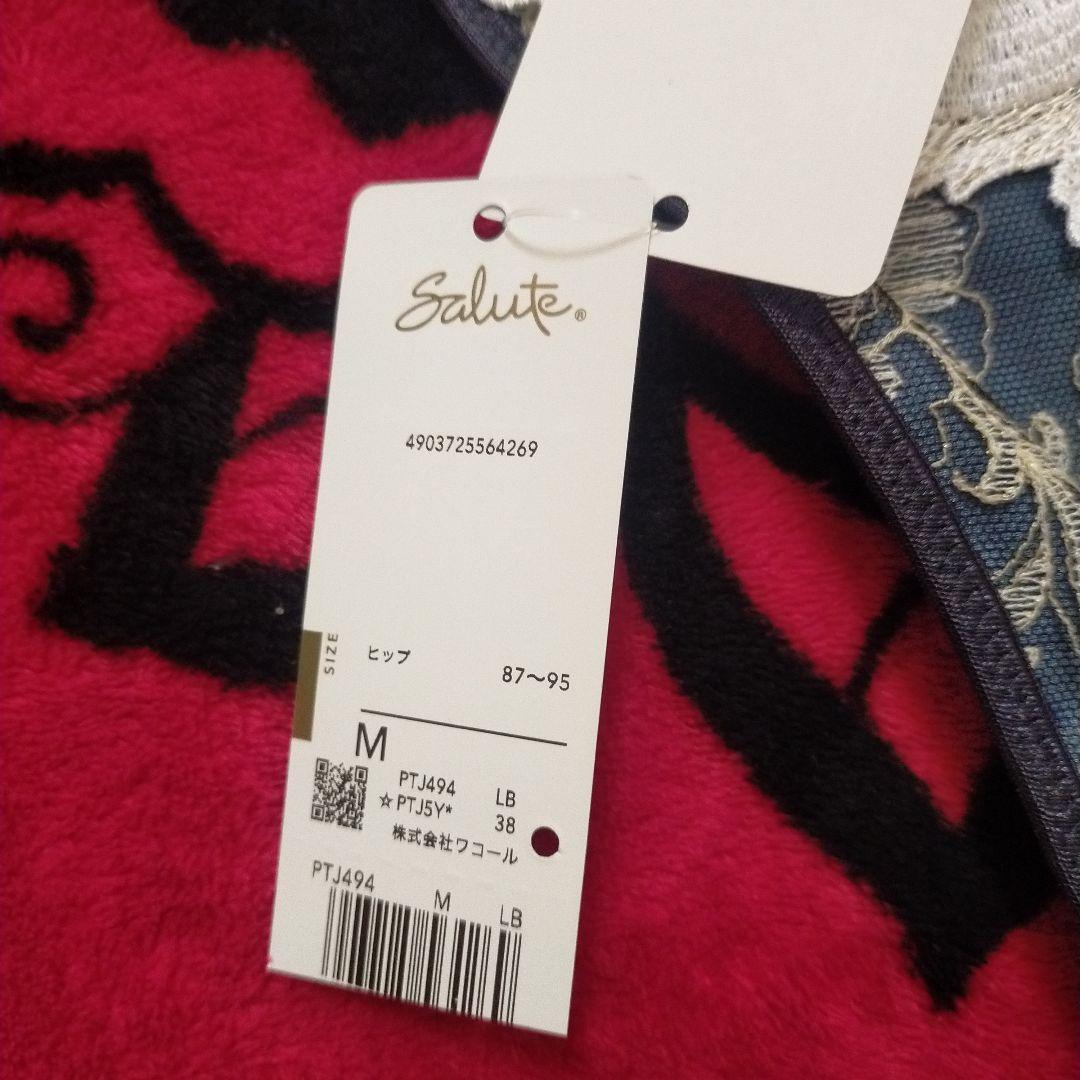 Salute®
4903725564269
SIZE
ヒップ 87〜95
M
PTJ494 LB
☆PTJ5Y* 38
株式会社ワコール
PTJ494 M LB